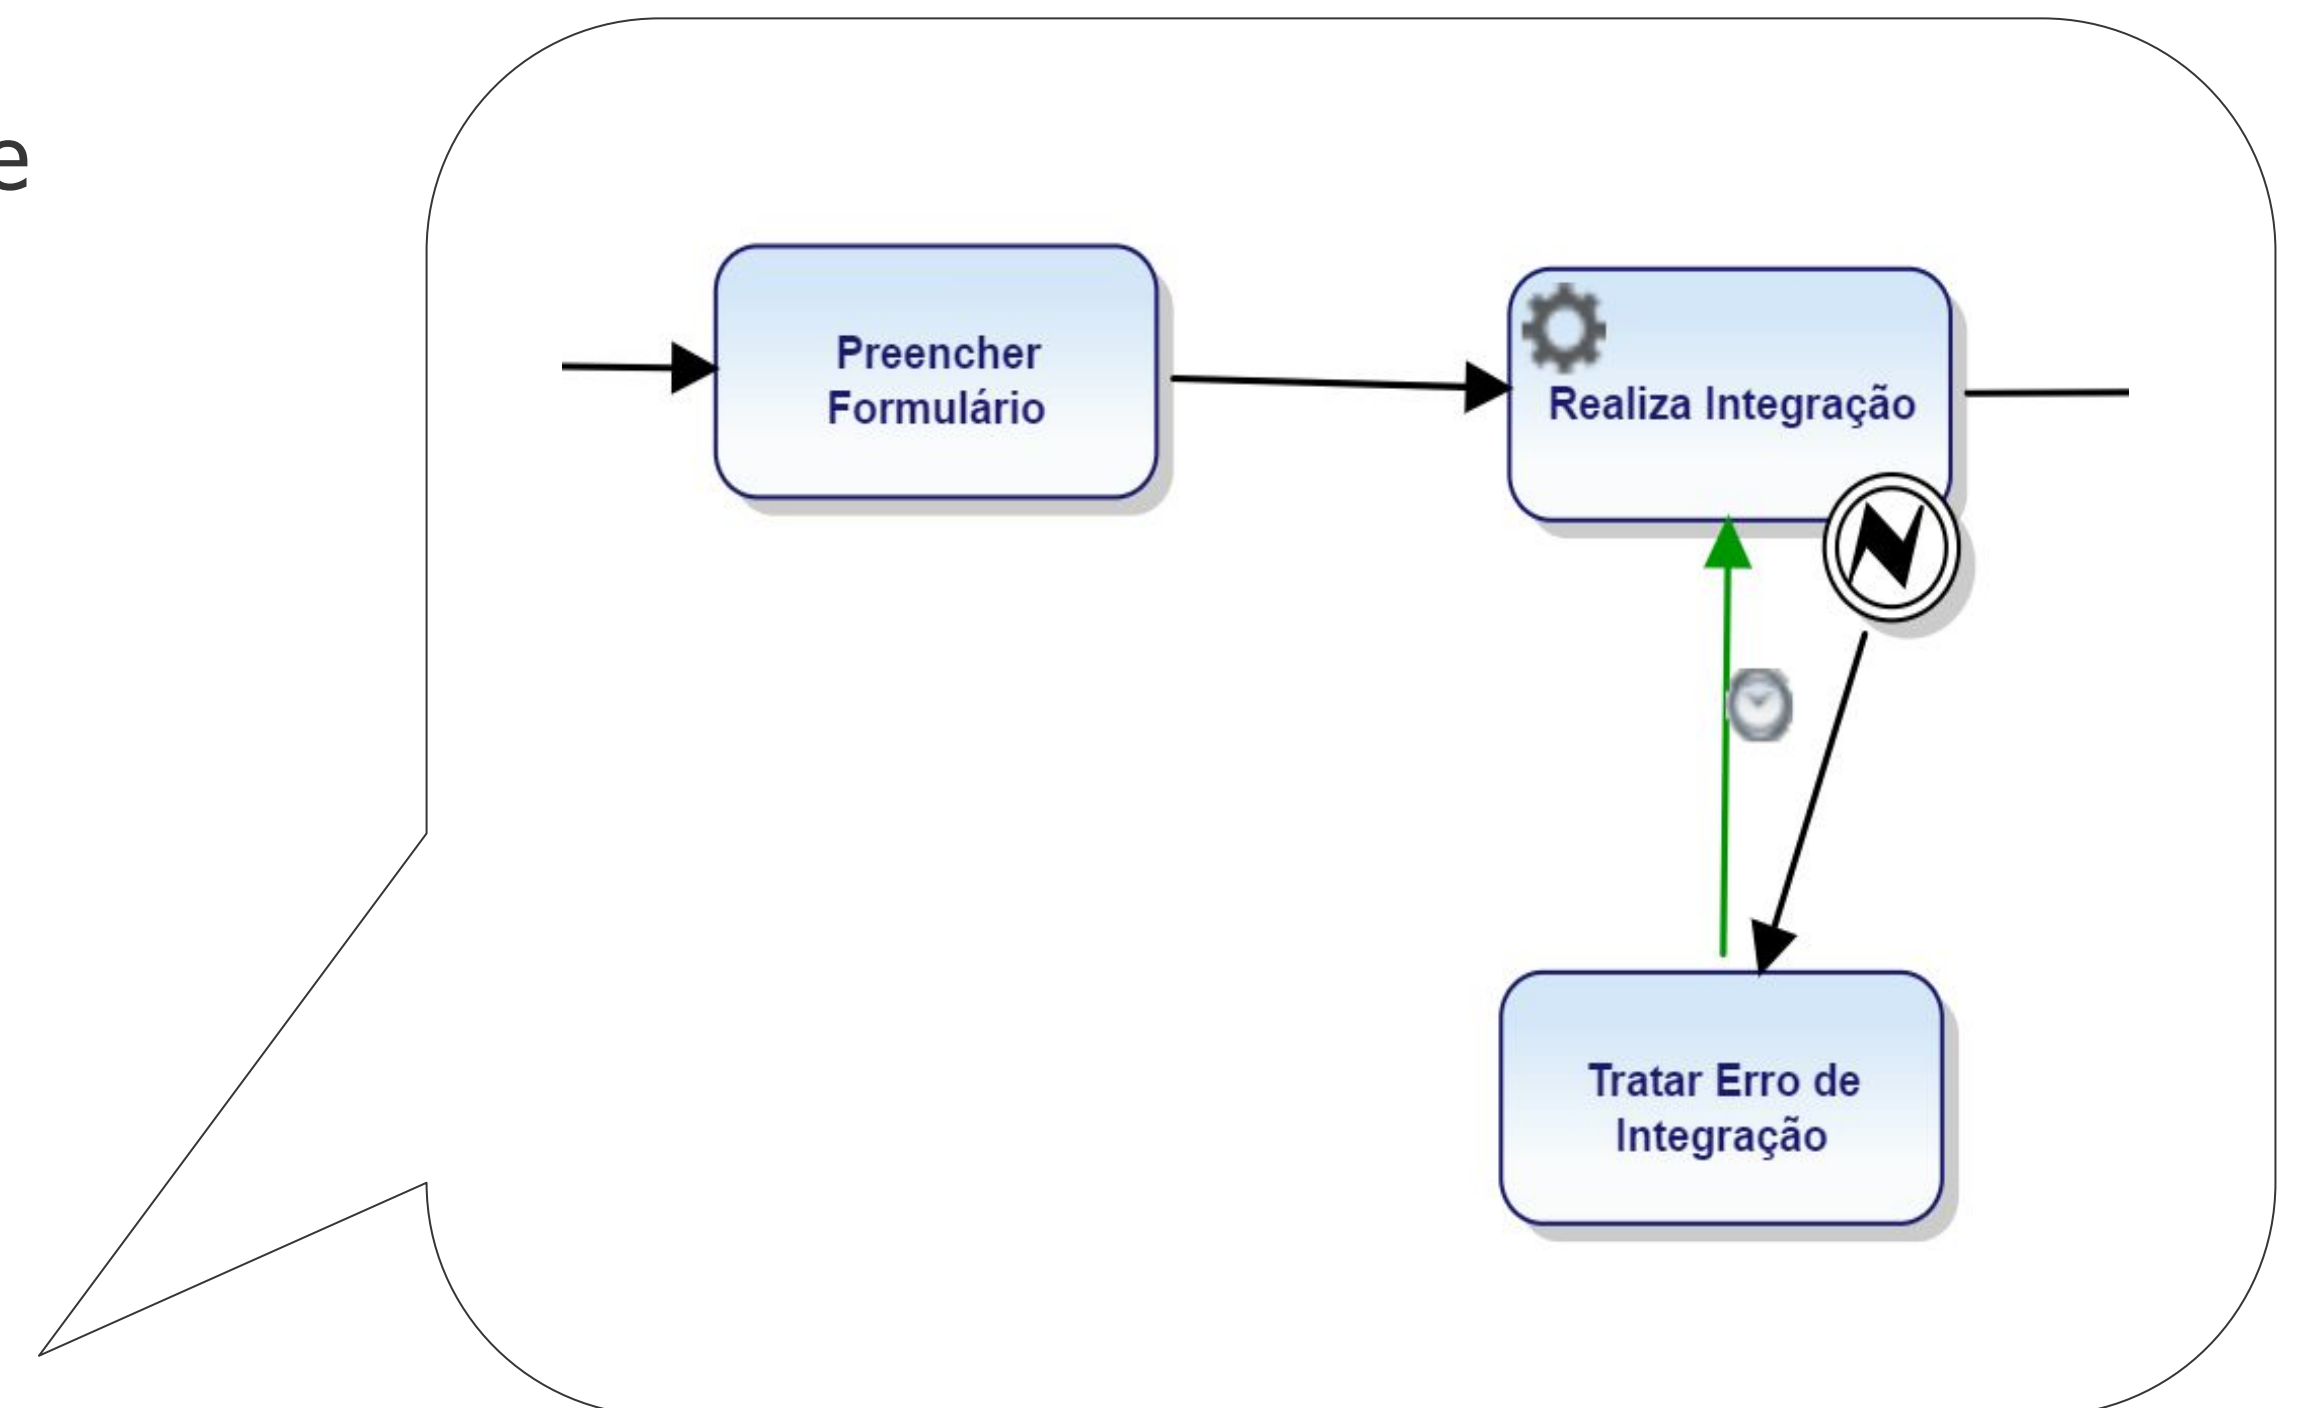 e
Preencher
Formulário
Realiza Integração
Tratar Erro de
Integração